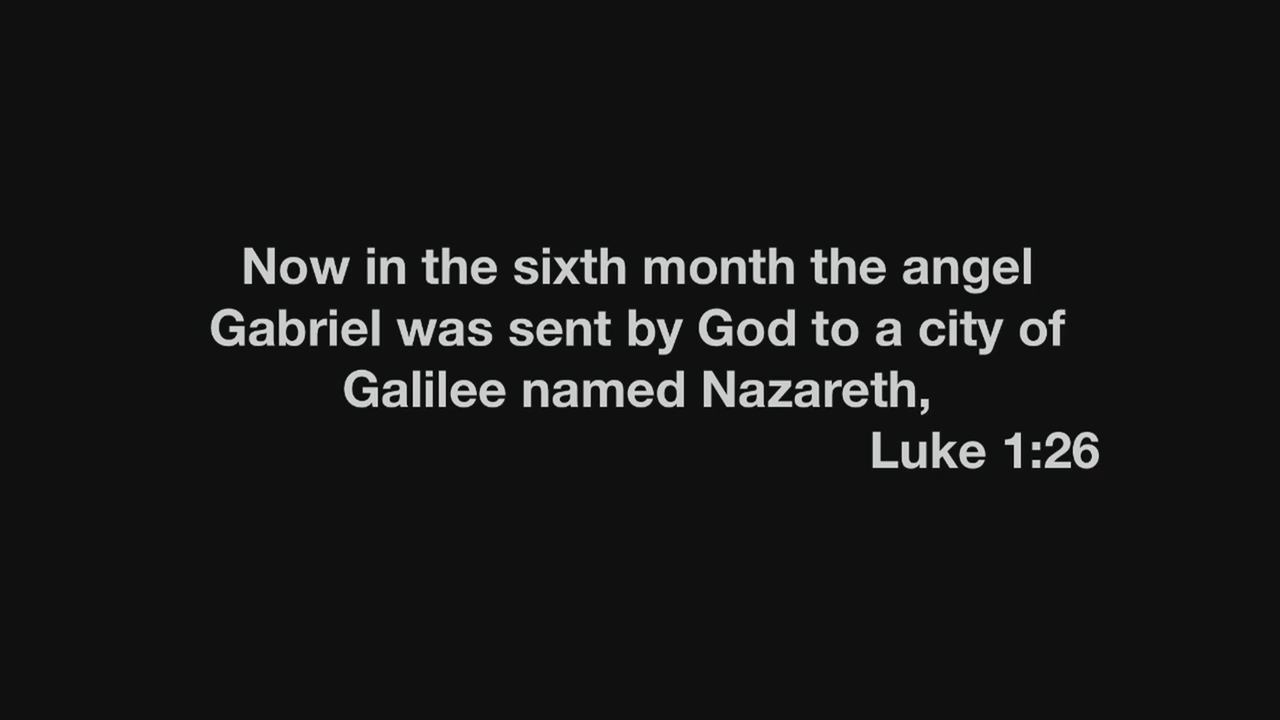 Now in the sixth month the angel
Gabriel was sent by God to a city of
Galilee named Nazareth,
Luke 1:26